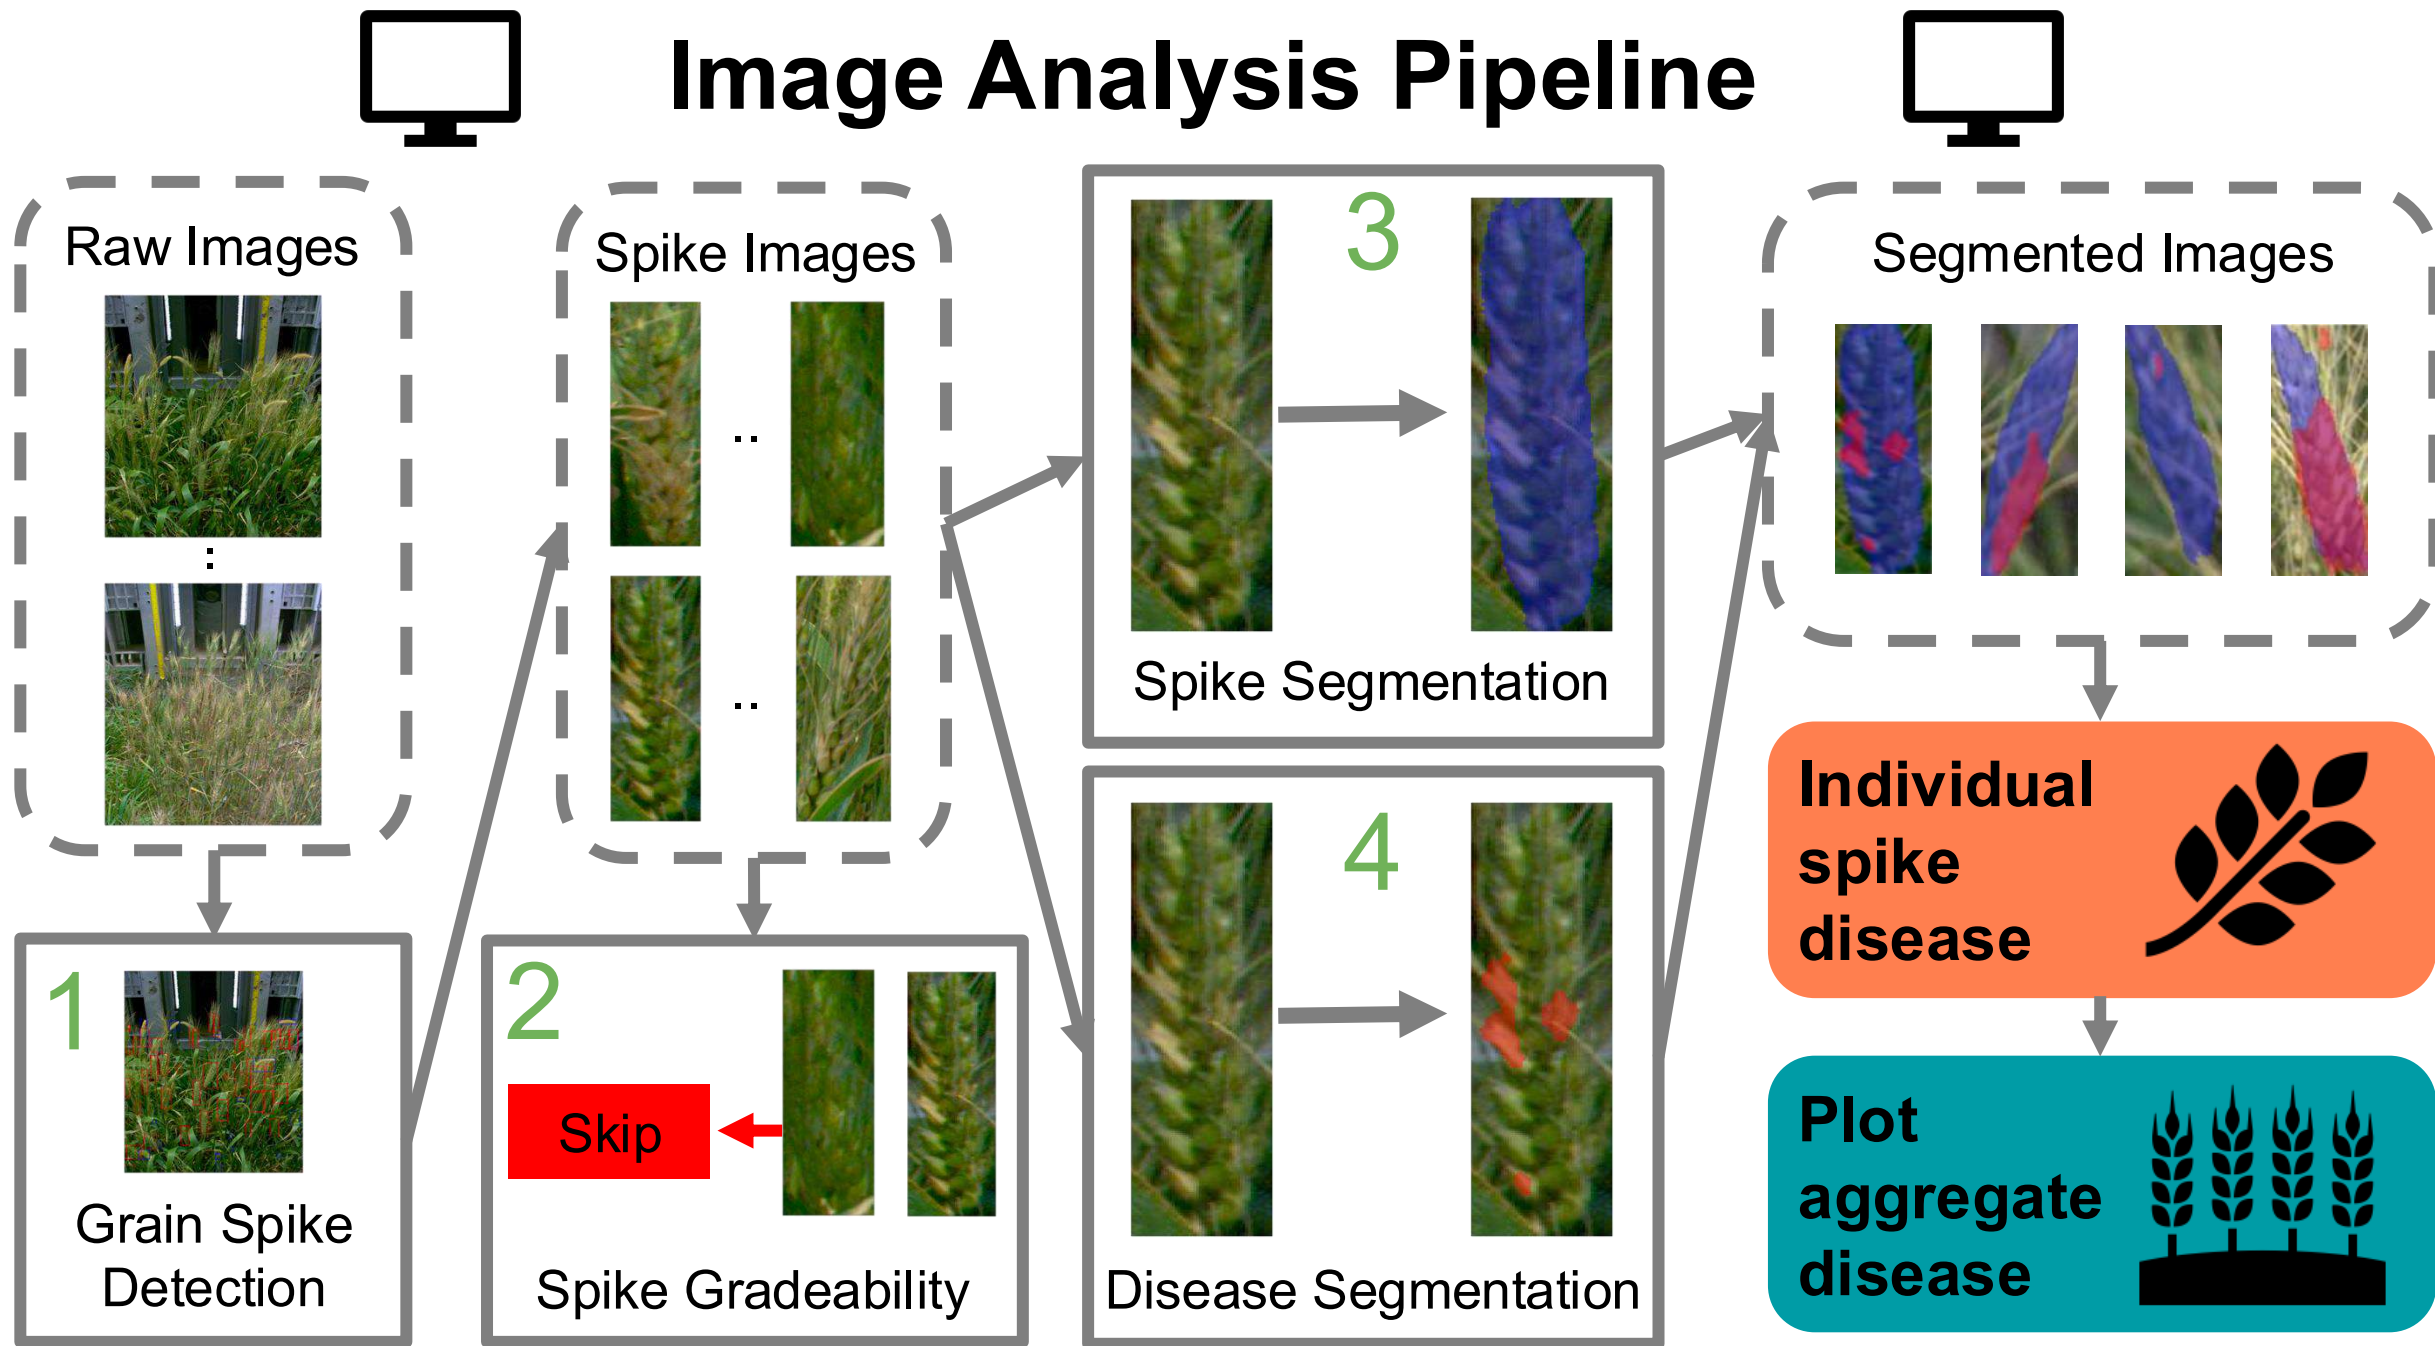 Image Analysis Pipeline
Raw Images
:
1
Grain Spike
Detection
Spike Images
..
..
2
Skip
Spike Gradeability
3
Spike Segmentation
4
Disease Segmentation
Segmented Images
Individual
spike
disease
Plot
aggregate
disease